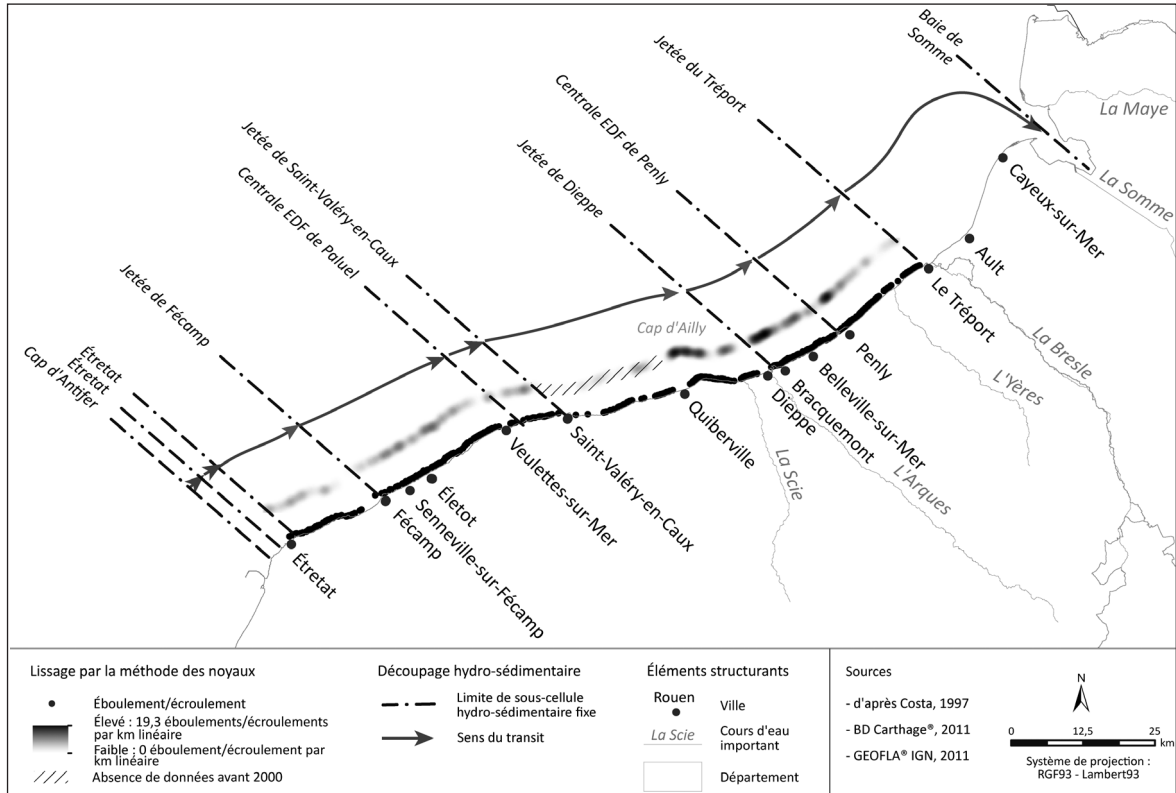 Baie de
Somme
Jetée du Tréport
Centrale EDF de Penly
Jetée de Dieppe
Jetée de Saint-Valéry-en-Caux
Centrale EDF de Paluel
Jetée de Fécamp
Étretat
Étretat
Cap d'Antifer
La Maye
La Somme
Cayeux-sur-Mer
Ault
Le Tréport
La Bresle
L'Yères
Penly
Belleville-sur-Mer
Bracquemont
Dieppe
L'Arques
La Scie
Cap d'Ailly
Quiberville
Saint-Valéry-en-Caux
Veulettes-sur-Mer
Életot
Senneville-sur-Fécamp
Fécamp
Étretat
Lissage par la méthode des noyaux
Éboulement/écroulement
Élevé : 19,3 éboulements/écroulements
par km linéaire
Faible : 0 éboulement/écroulement par
km linéaire
Absence de données avant 2000
Découpage hydro-sédimentaire
Limite de sous-cellule
hydro-sédimentaire fixe
Sens du transit
Éléments structurants
Rouen
Ville
La Scie
Cours d'eau
important
Département
Sources
- d'après Costa, 1997
- BD Carthage®, 2011
- GEOFLA® IGN, 2011
N
0 12,5 25
km
Système de projection :
RGF93 - Lambert93